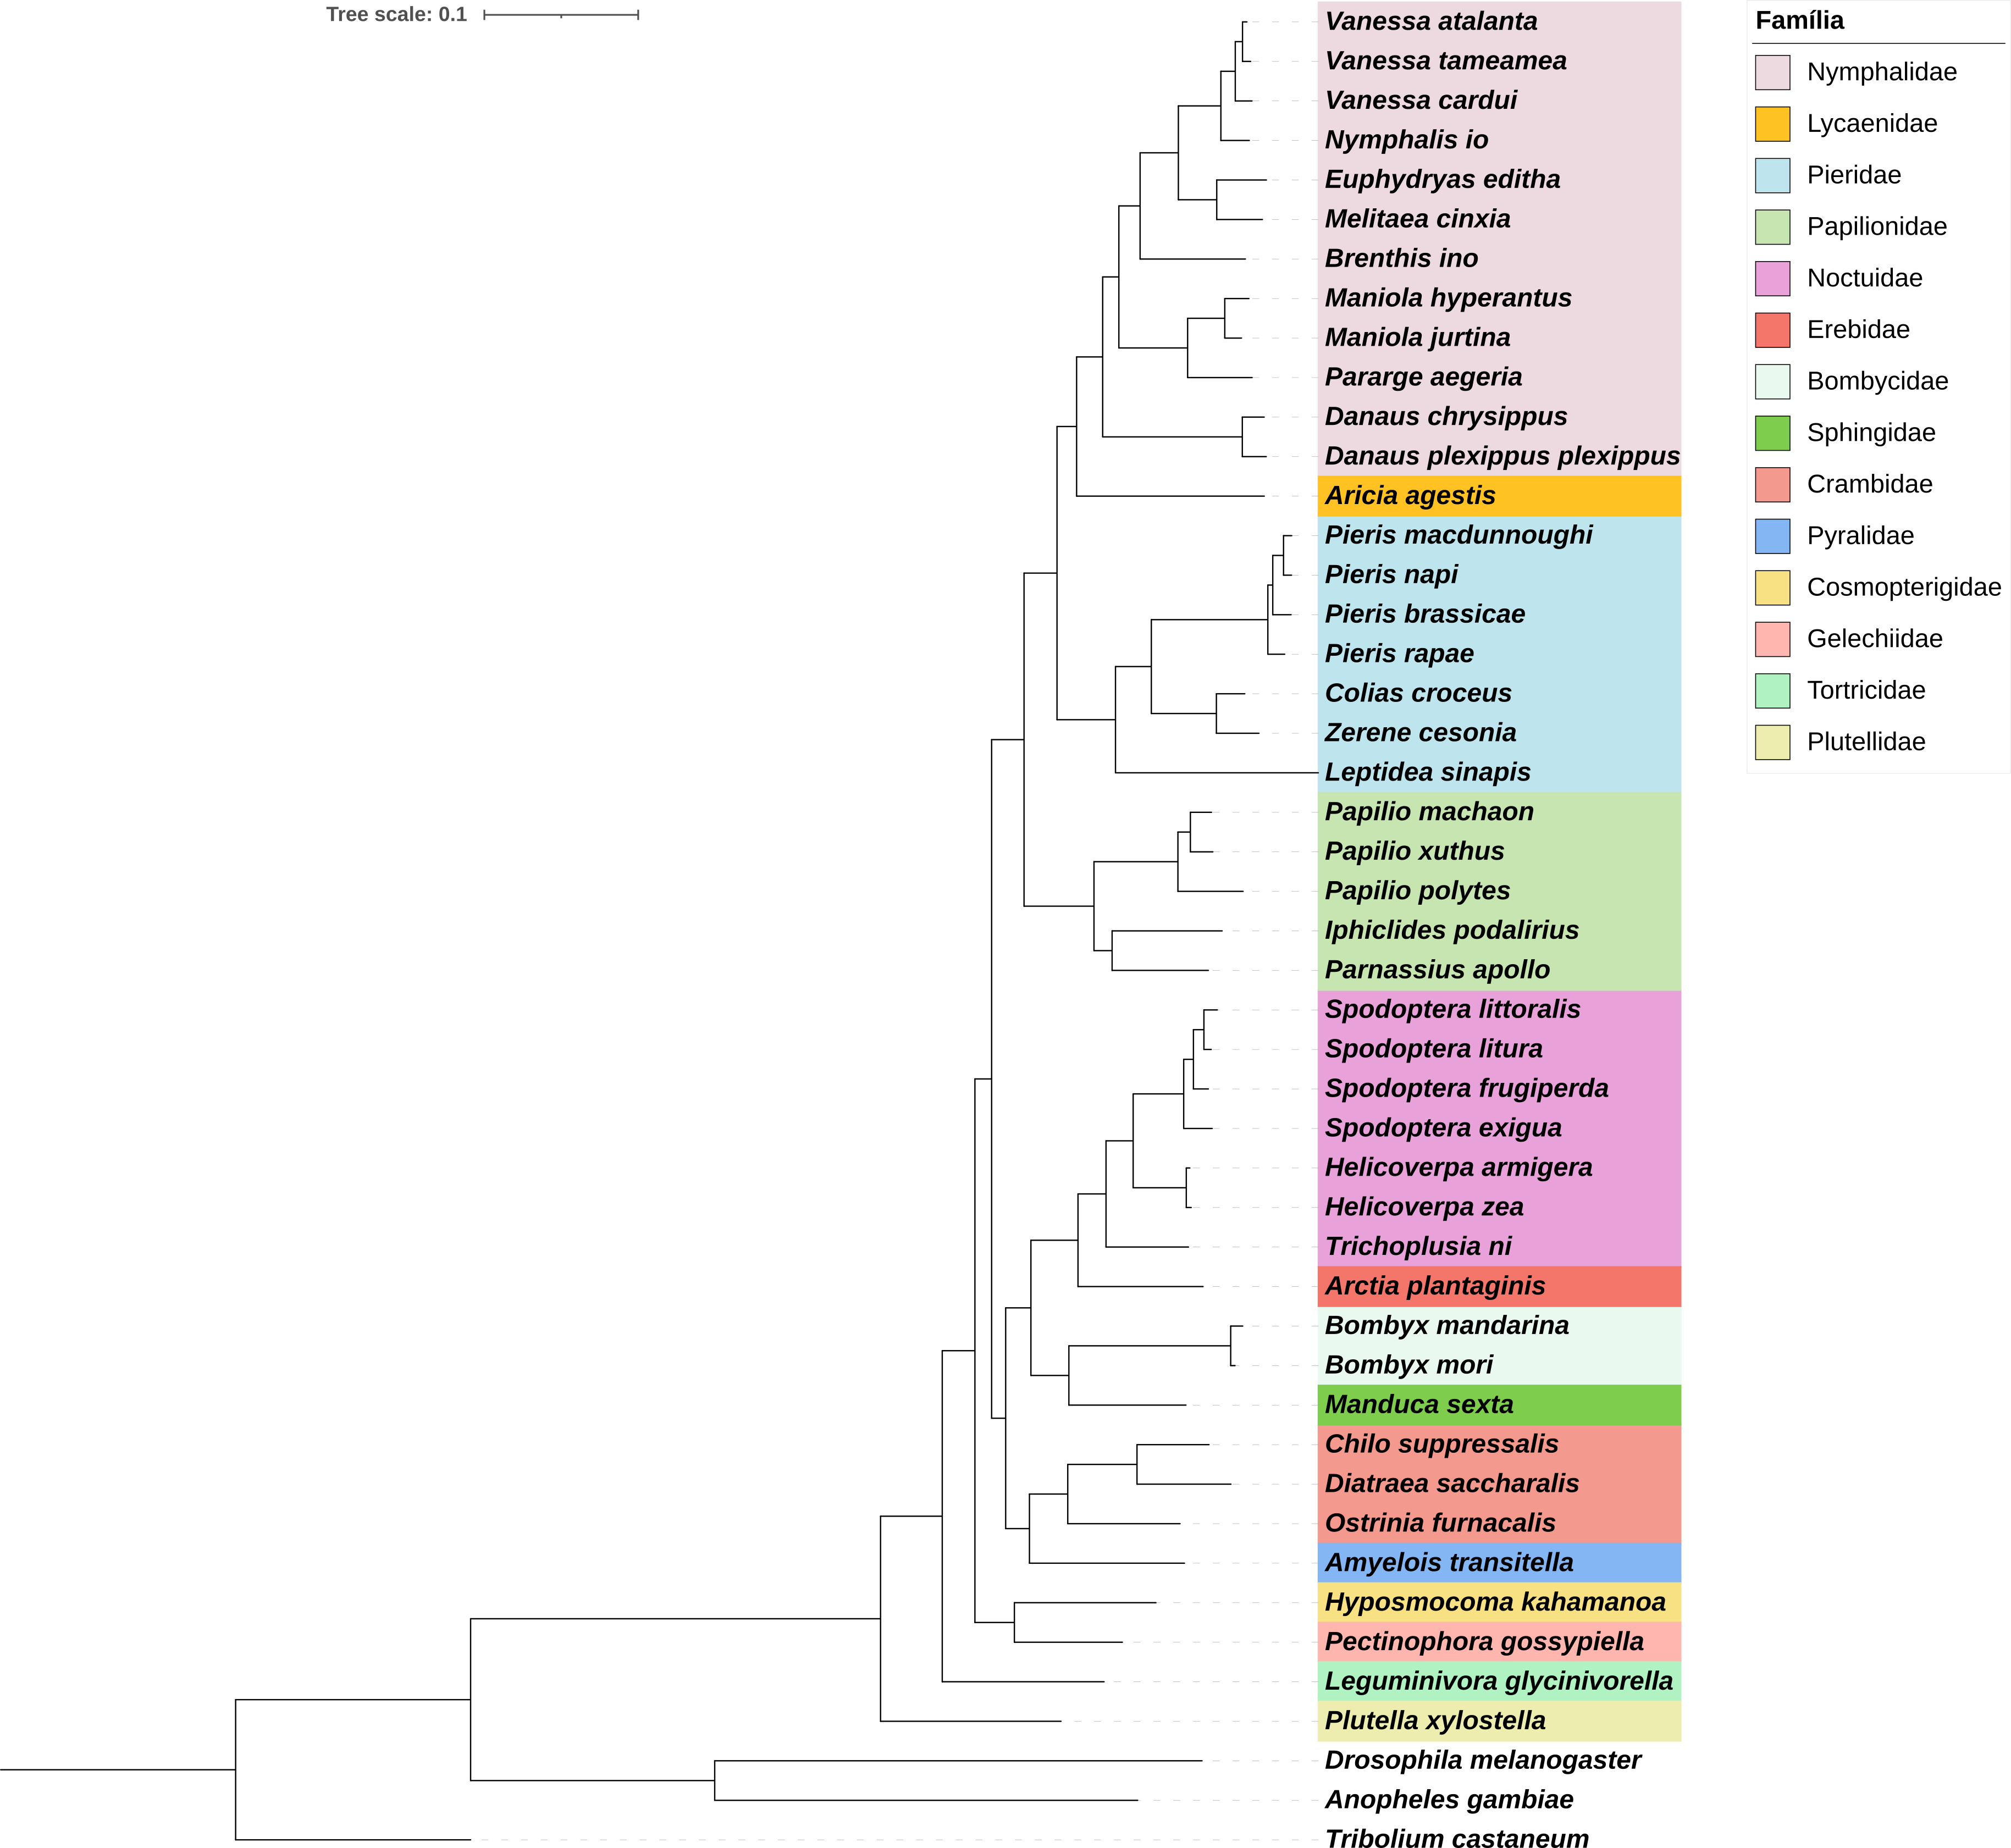 Tree scale: 0.1
Vanessa atalanta
Vanessa tameamea
Vanessa cardui
Nymphalis io
Euphydryas editha
Melitaea cinxia
Brenthis ino
Maniola hyperantus
Maniola jurtina
Pararge aegeria
Danaus chrysippus
Danaus plexippus plexippus
Aricia agestis
Pieris macdunnoughi
Pieris napi
Pieris brassicae
Pieris rapae
Colias croceus
Zerene cesonia
Leptidea sinapis
Papilio machaon
Papilio xuthus
Papilio polytes
Iphiclides podalirius
Parnassius apollo
Spodoptera littoralis
Spodoptera litura
Spodoptera frugiperda
Spodoptera exigua
Helicoverpa armigera
Helicoverpa zea
Trichoplusia ni
Arctia plantaginis
Bombyx mandarina
Bombyx mori
Manduca sexta
Chilo suppressalis
Diatraea saccharalis
Ostrinia furnacalis
Amyelois transitella
Hyposmocoma kahamanoa
Pectinophora gossypiella
Leguminivora glycinivorella
Plutella xylostella
Drosophila melanogaster
Anopheles gambiae
Tribolium castaneum
Família
Nymphalidae
Lycaenidae
Pieridae
Papilionidae
Noctuidae
Erebidae
Bombycidae
Sphingidae
Crambidae
Pyralidae
Cosmopterigidae
Gelechiidae
Tortricidae
Plutellidae